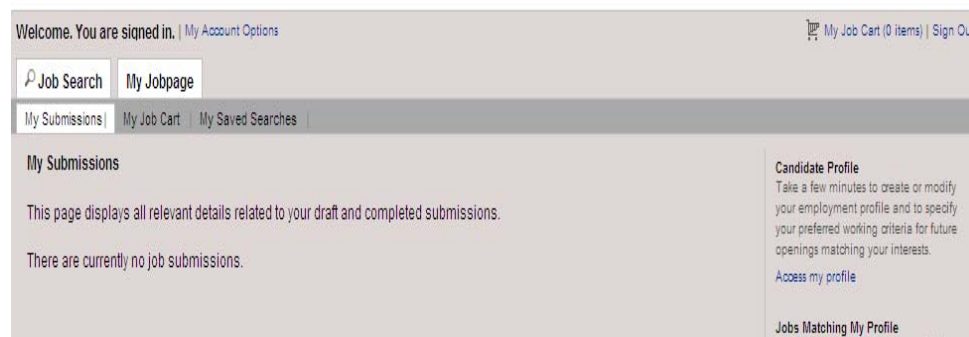 Welcome. You are signed in. | My Account Options
My Job Cart (0 items) | Sign Ou
Job Search
My Jobpage
My Submissions |
My Job Cart | My Saved Searches |
My Submissions
This page displays all relevant details related to your draft and completed submissions.
There are currently no job submissions.
Candidate Profile
Take a few minutes to create or modify
your employment profile and to specify
your preferred working criteria for future
openings matching your interests.
Access my profile
Jobs Matching My Profile